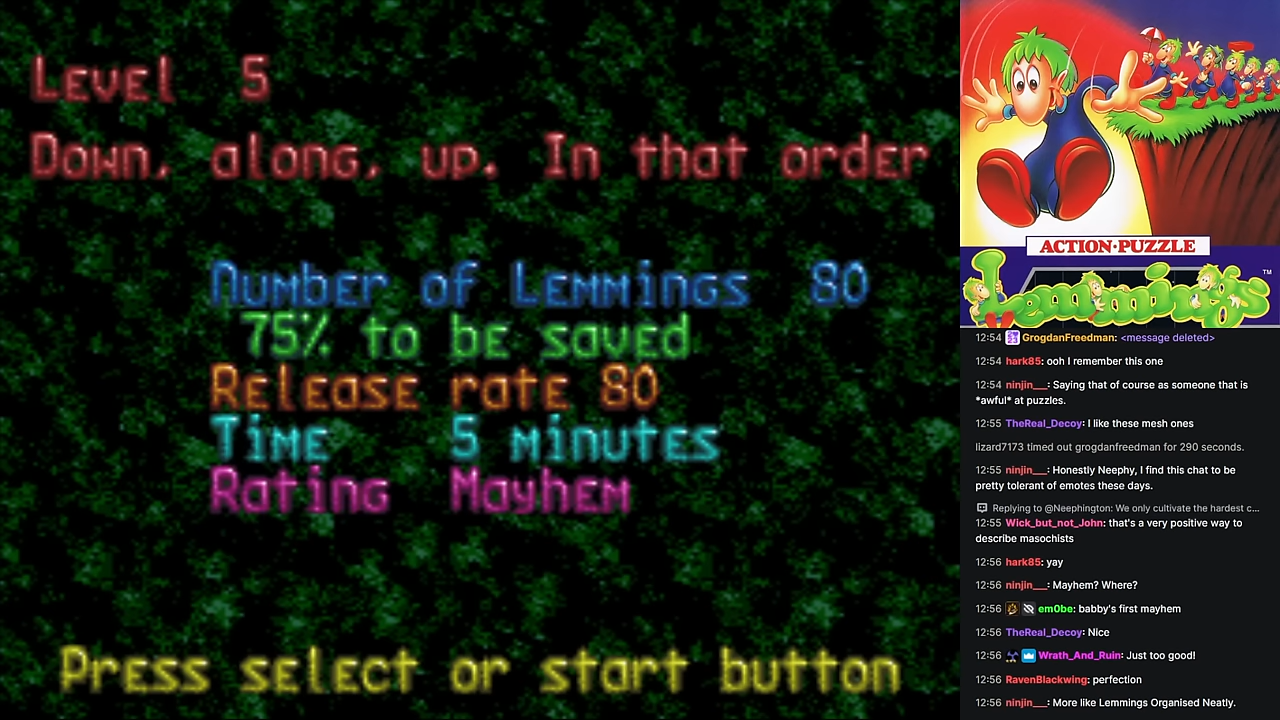 Level 5
Down, along, up. In that order
Number of Lemmings 80
75% to be saved
Release rate 80
Time 5 minutes
Rating Mayhem
Press select or start button
ACTION·PUZZLE
Lemmings™
12:54 GrogdanFreedman: <message deleted>
12:54 hark85: ooh I remember this one
12:54 ninjin__: Saying that of course as someone that is
*awful* at puzzles.
12:55 TheReal_Decoy: I like these mesh ones
lizard7173 timed out grogdanfreedman for 290 seconds.
12:55 ninjin__: Honestly Neephy, I find this chat to be
pretty tolerant of emotes these days.
Replying to @Neephington: We only cultivate the hardest c...
12:55 Wick_but_not_John: that's a very positive way to
describe masochists
12:56 hark85: yay
12:56 ninjin__: Mayhem? Where?
12:56 em0be: babby's first mayhem
12:56 TheReal_Decoy: Nice
12:56 Wrath_And_Ruin: Just too good!
12:56 RavenBlackwing: perfection
12:56 ninjin__: More like Lemmings Organised Neatly.